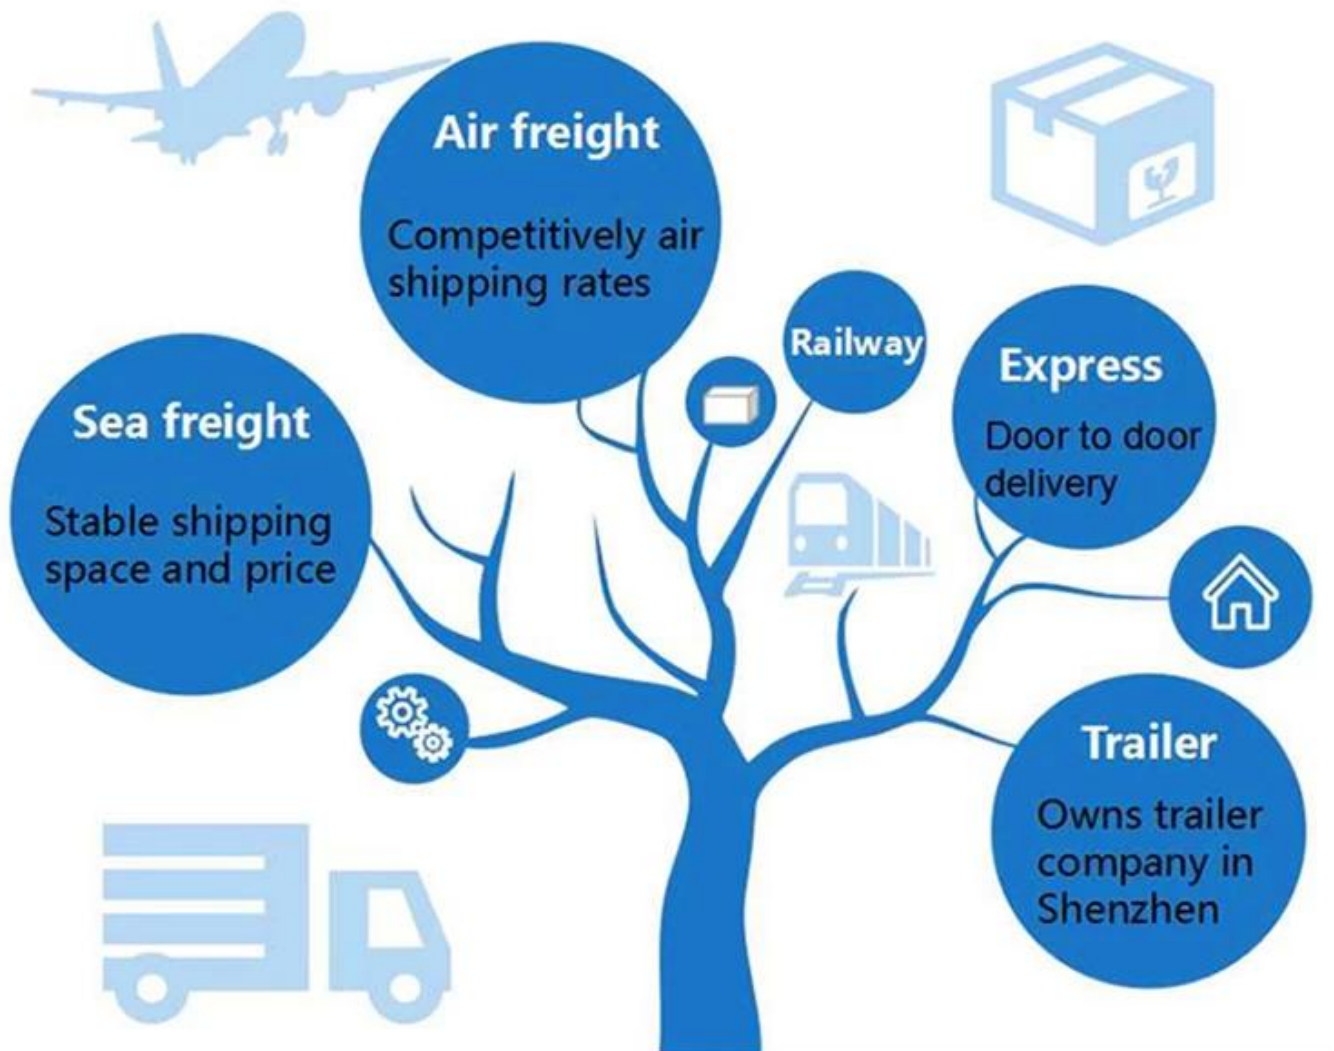 Air freight
Competitively air
shipping rates
Railway
Express
Door to door
delivery
Sea freight
Stable shipping
space and price
Trailer
Owns trailer
company in
Shenzhen